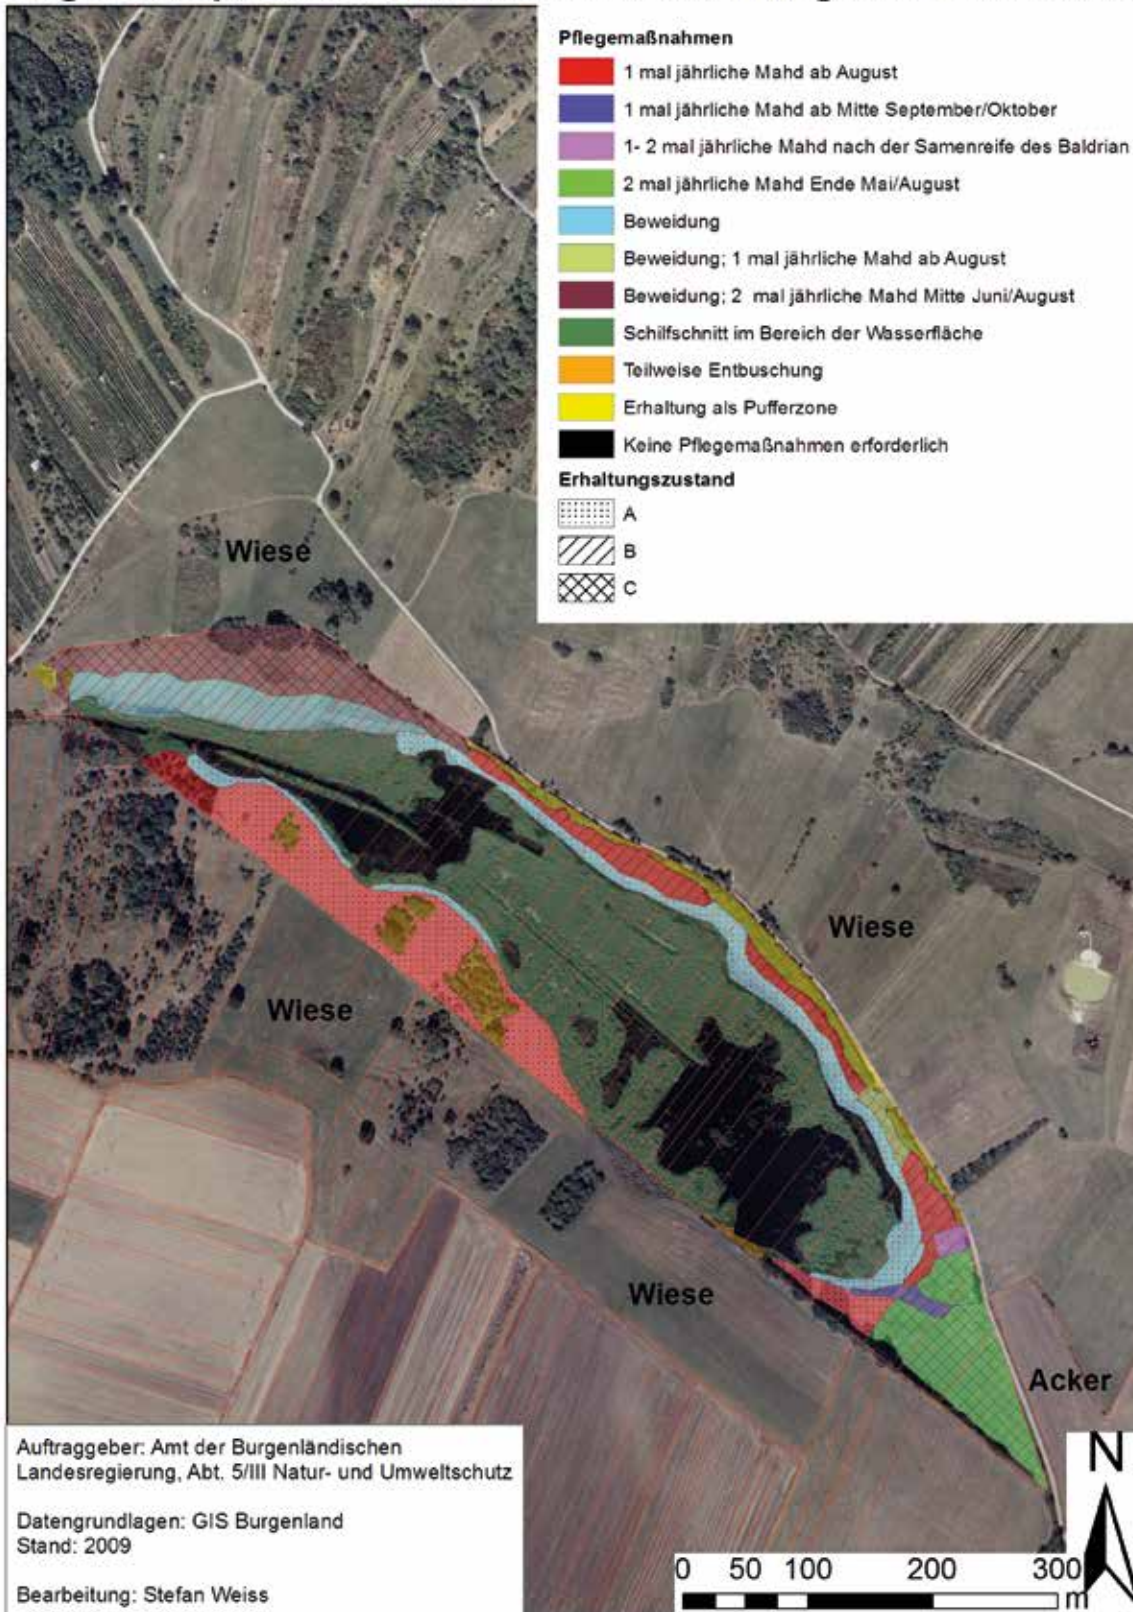 Pflegemaßnahmen
1 mal jährliche Mahd ab August
1 mal jährliche Mahd ab Mitte September/Oktober
1- 2 mal jährliche Mahd nach der Samenreife des Baldrian
2 mal jährliche Mahd Ende Mai/August
Beweidung
Beweidung; 1 mal jährliche Mahd ab August
Beweidung; 2 mal jährliche Mahd Mitte Juni/August
Schilfschnitt im Bereich der Wasserfläche
Teilweise Entbuschung
Erhaltung als Pufferzone
Keine Pflegemaßnahmen erforderlich
Erhaltungszustand
A
B
C
Wiese
Wiese
Wiese
Wiese
Acker
Auftraggeber: Amt der Burgenländischen
Landesregierung, Abt. 5/III Natur- und Umweltschutz
Datengrundlagen: GIS Burgenland
Stand: 2009
Bearbeitung: Stefan Weiss
N
0 50 100 200 300
m